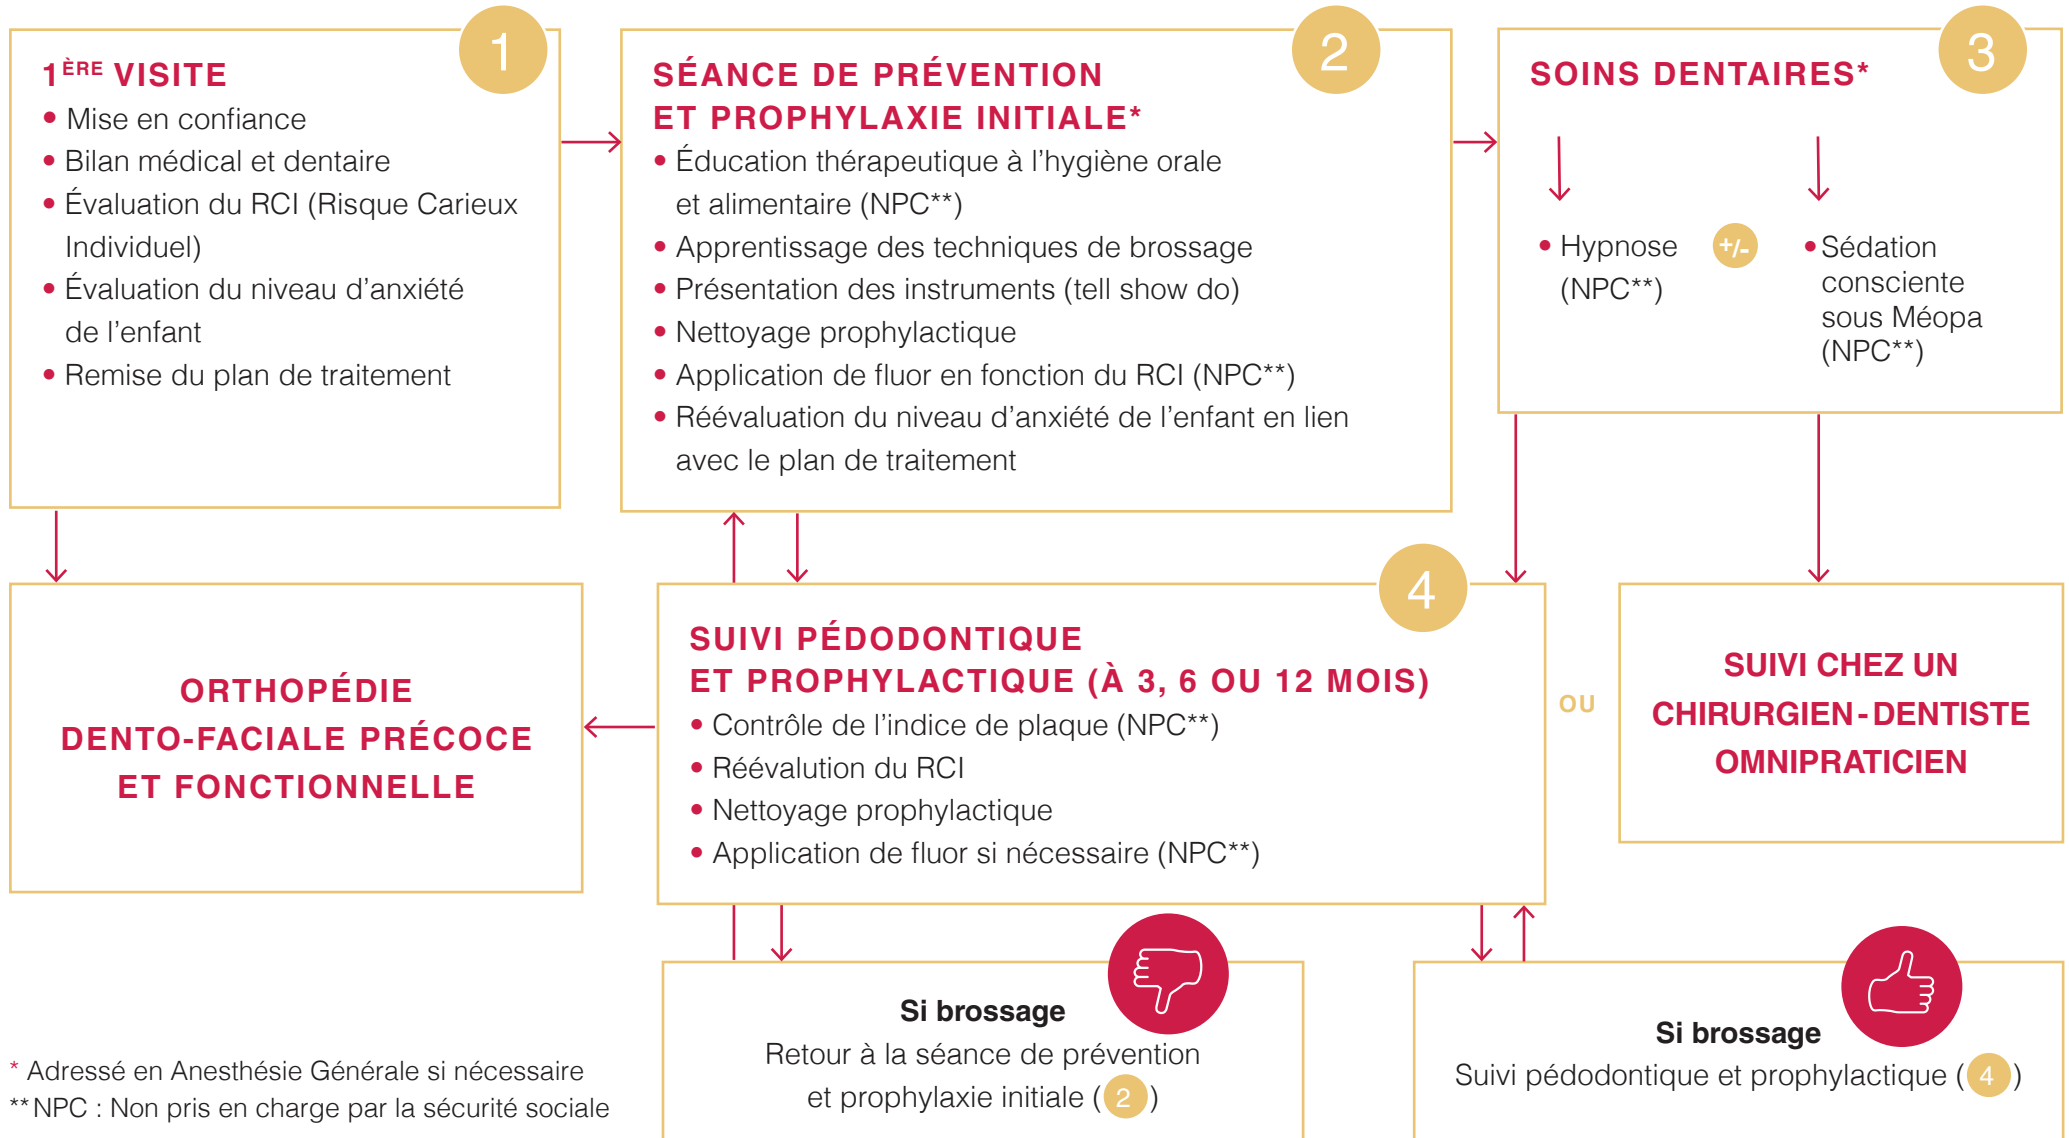 1
1ÈRE VISITE
• Mise en confiance
• Bilan médical et dentaire
• Évaluation du RCI (Risque Carieux
Individuel)
• Évaluation du niveau d’anxiété
de l’enfant
• Remise du plan de traitement
2
SÉANCE DE PRÉVENTION
ET PROPHYLAXIE INITIALE*
• Éducation thérapeutique à l’hygiène orale
et alimentaire (NPC**)
• Apprentissage des techniques de brossage
• Présentation des instruments (tell show do)
• Nettoyage prophylactique
• Application de fluor en fonction du RCI (NPC**)
• Réévaluation du niveau d’anxiété de l’enfant en lien
avec le plan de traitement
3
SOINS DENTAIRES*
• Hypnose
(NPC**)
+/-
• Sédation
consciente
sous Méopa
(NPC**)
ORTHOPÉDIE
DENTO-FACIALE PRÉCOCE
ET FONCTIONNELLE
4
SUIVI PÉDODONTIQUE
ET PROPHYLACTIQUE (À 3, 6 OU 12 MOIS)
• Contrôle de l’indice de plaque (NPC**)
• Réévalution du RCI
• Nettoyage prophylactique
• Application de fluor si nécessaire (NPC**)
OU
SUIVI CHEZ UN
CHIRURGIEN-DENTISTE
OMNIPRATICIEN
Si brossage
Retour à la séance de prévention
et prophylaxie initiale (2)
Si brossage
Suivi pédodontique et prophylactique (4)
* Adressé en Anesthésie Générale si nécessaire
** NPC : Non pris en charge par la sécurité sociale